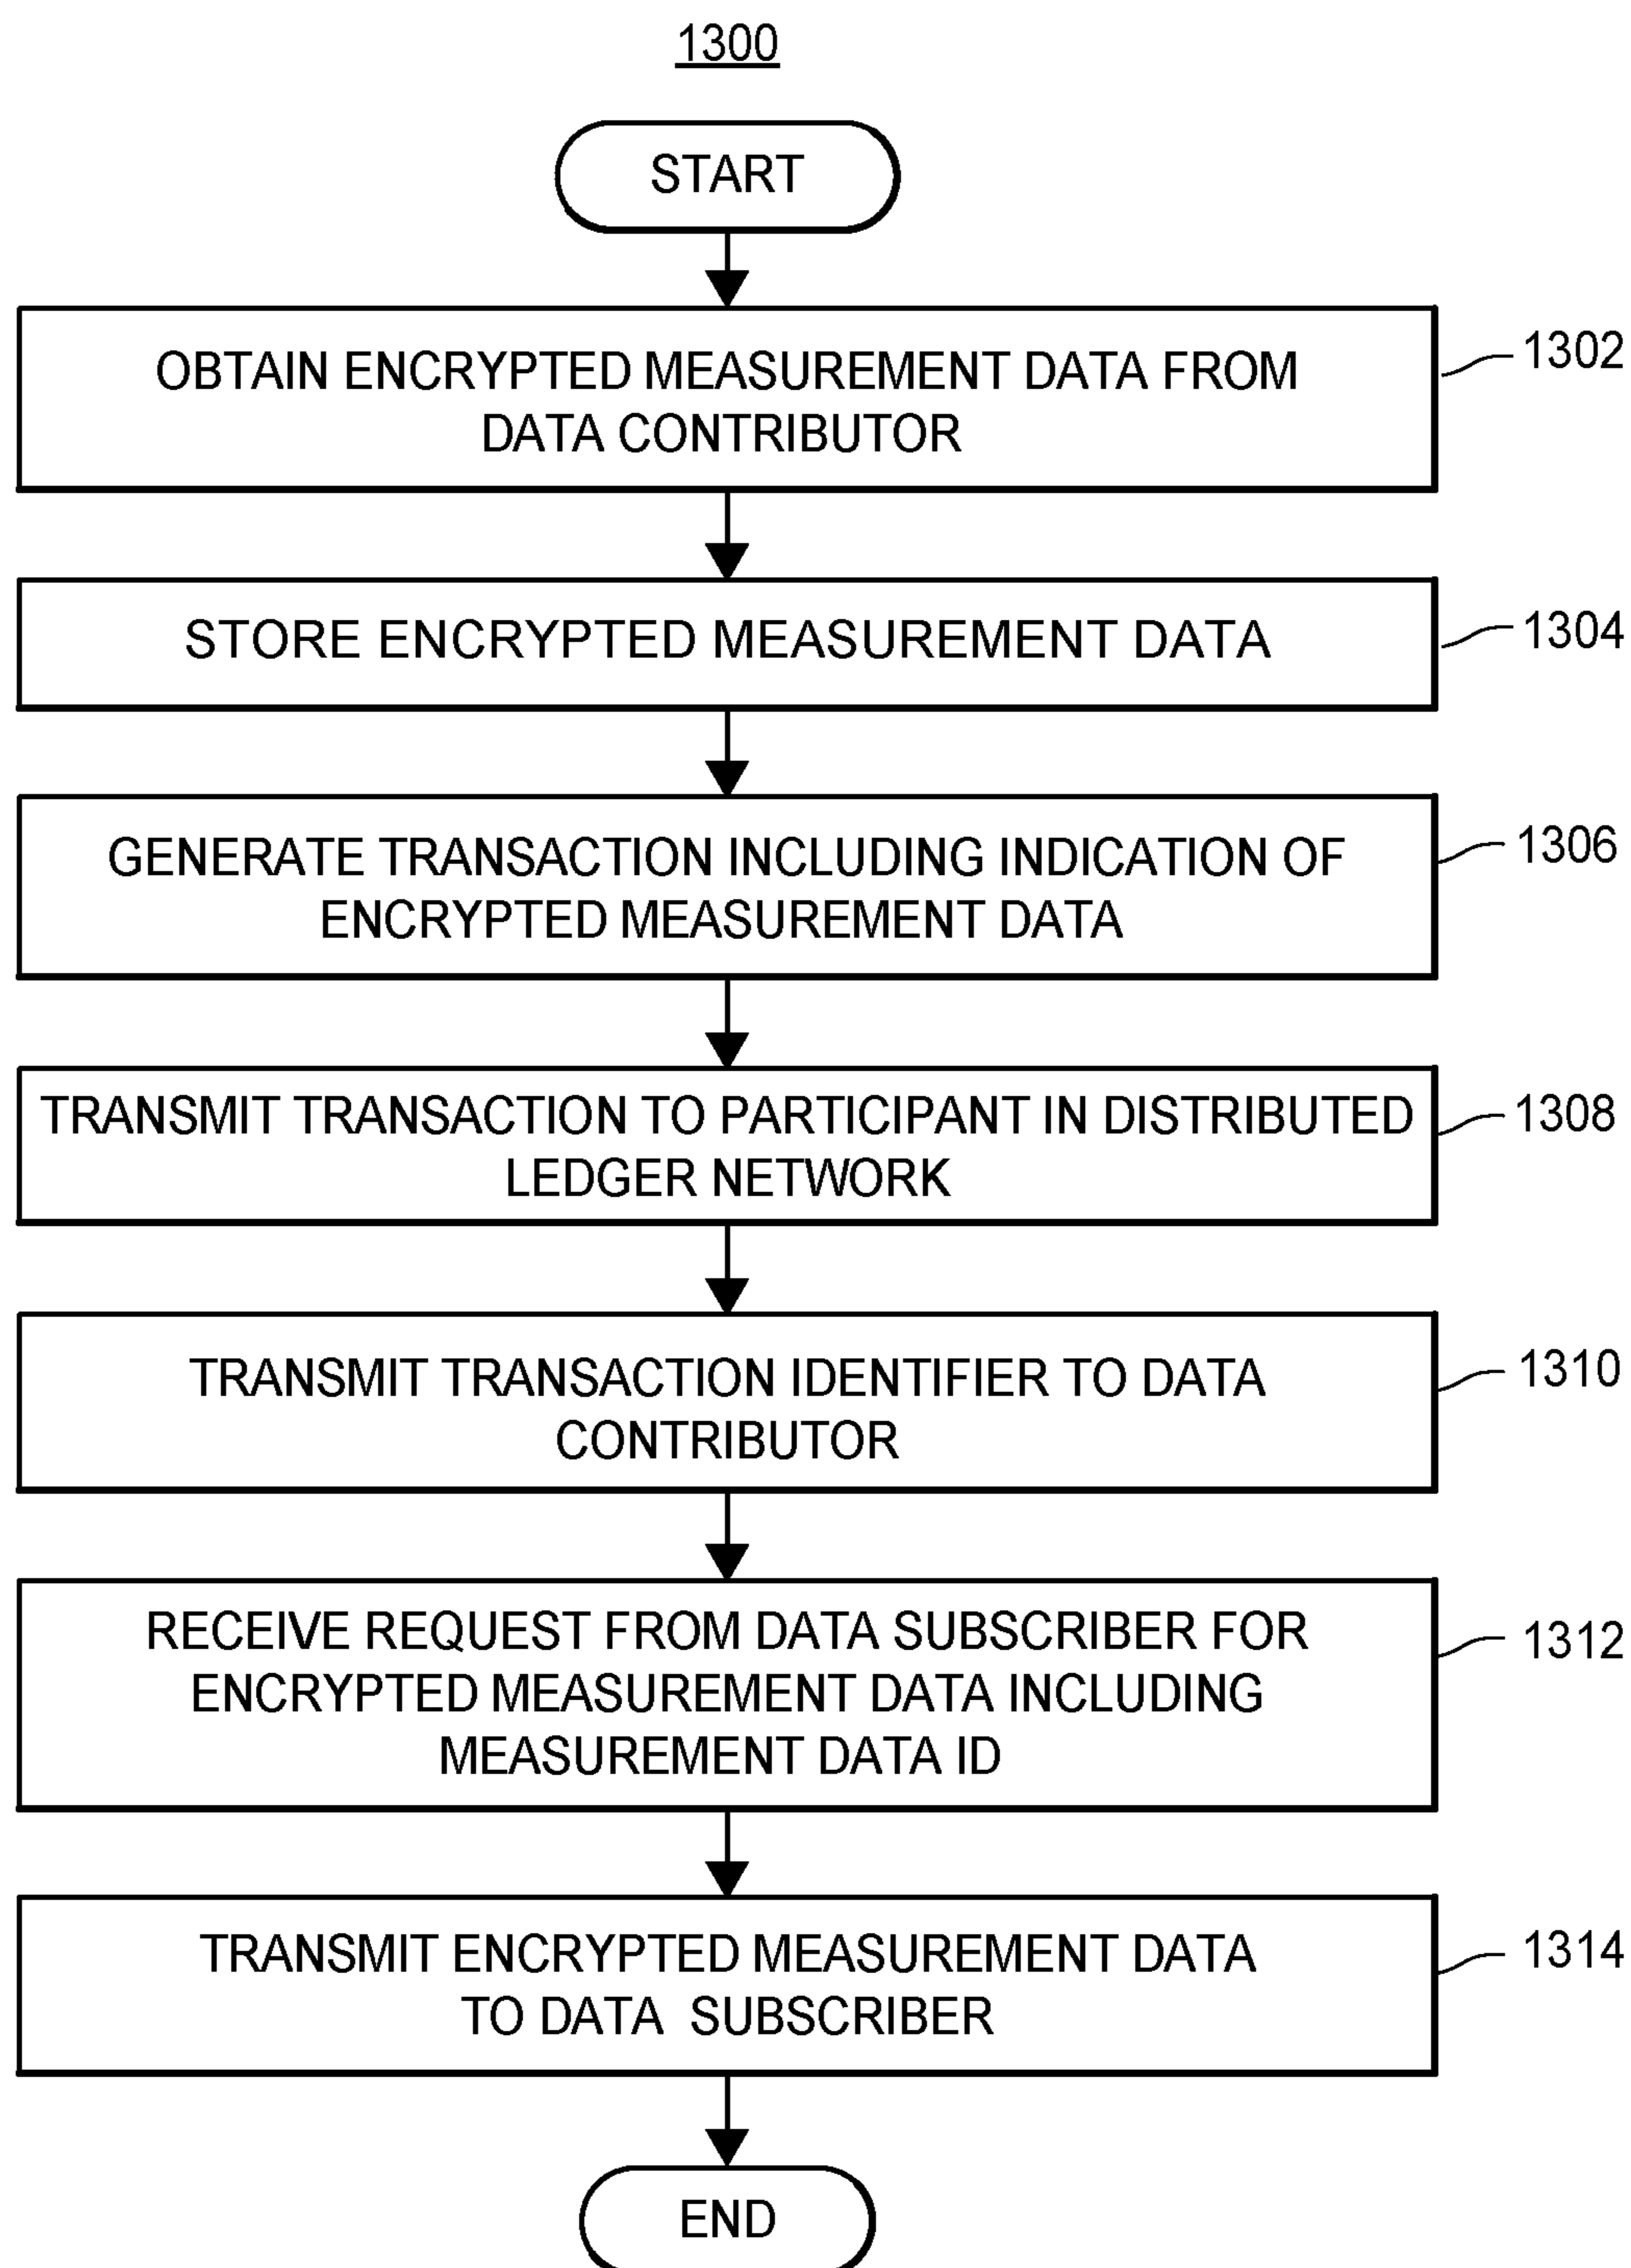 1300
START
OBTAIN ENCRYPTED MEASUREMENT DATA FROM
DATA CONTRIBUTOR
1302
STORE ENCRYPTED MEASUREMENT DATA
1304
GENERATE TRANSACTION INCLUDING INDICATION OF
ENCRYPTED MEASUREMENT DATA
1306
TRANSMIT TRANSACTION TO PARTICIPANT IN DISTRIBUTED
LEDGER NETWORK
1308
TRANSMIT TRANSACTION IDENTIFIER TO DATA
CONTRIBUTOR
1310
RECEIVE REQUEST FROM DATA SUBSCRIBER FOR
ENCRYPTED MEASUREMENT DATA INCLUDING
MEASUREMENT DATA ID
1312
TRANSMIT ENCRYPTED MEASUREMENT DATA
TO DATA SUBSCRIBER
1314
END